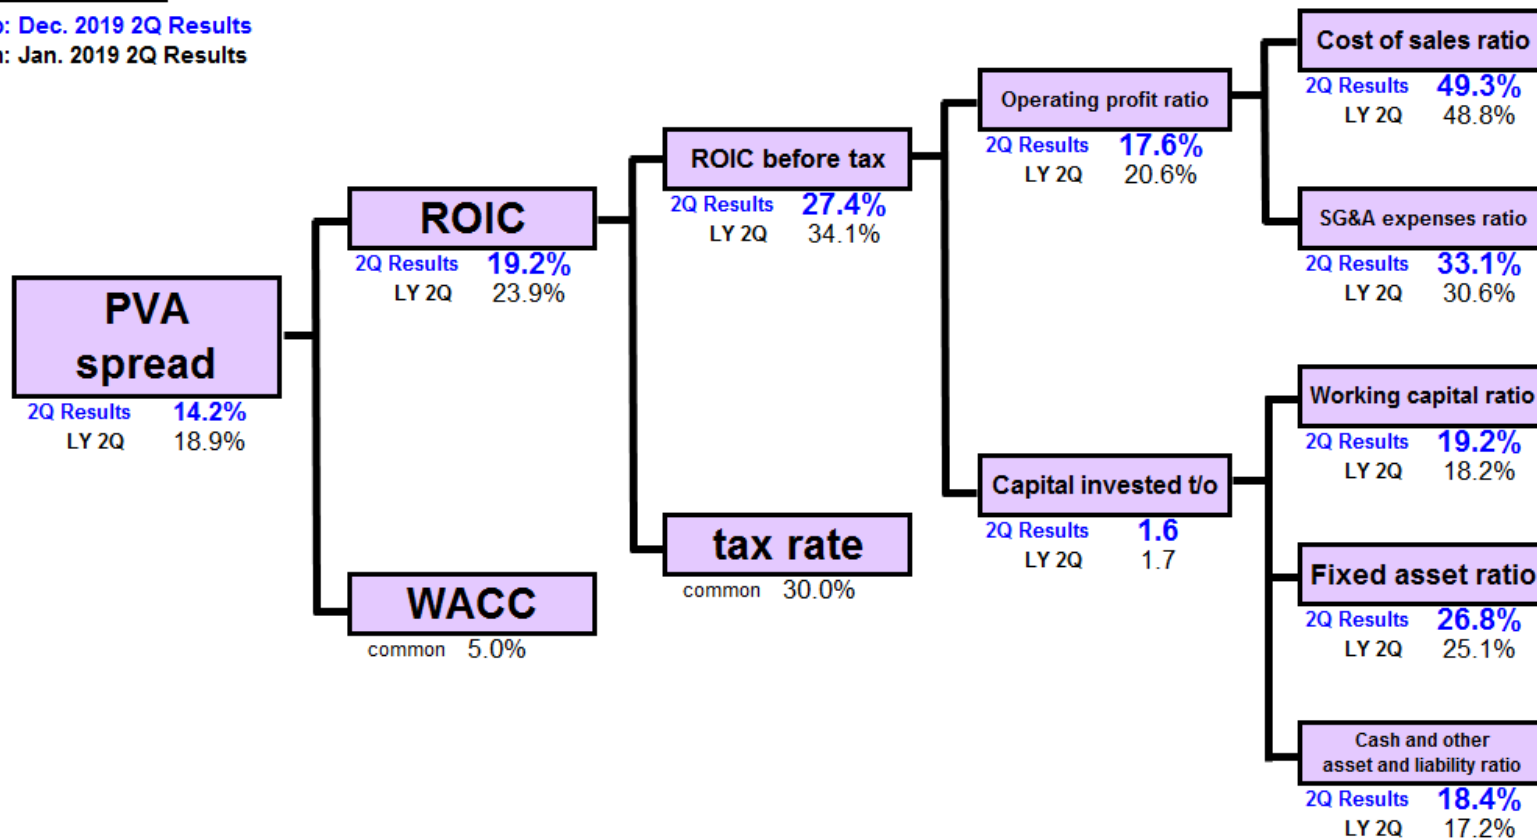 : Dec. 2019 2Q Results
: Jan. 2019 2Q Results
PVA
spread
2Q Results 14.2%
LY 2Q 18.9%
ROIC
2Q Results 19.2%
LY 2Q 23.9%
WACC
common 5.0%
ROIC before tax
2Q Results 27.4%
LY 2Q 34.1%
tax rate
common 30.0%
Operating profit ratio
2Q Results 17.6%
LY 2Q 20.6%
Capital invested t/o
2Q Results 1.6
LY 2Q 1.7
Cost of sales ratio
2Q Results 49.3%
LY 2Q 48.8%
SG&A expenses ratio
2Q Results 33.1%
LY 2Q 30.6%
Working capital ratio
2Q Results 19.2%
LY 2Q 18.2%
Fixed asset ratio
2Q Results 26.8%
LY 2Q 25.1%
Cash and other
asset and liability ratio
2Q Results 18.4%
LY 2Q 17.2%